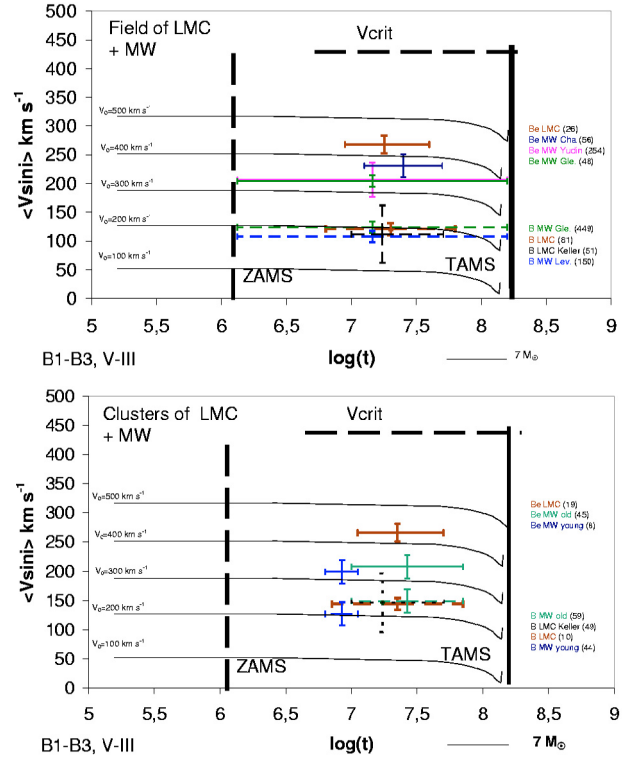 Field of LMC
+ MW
Vcrit
<Vsini> km s⁻¹
500
450
400
350
300
250
200
150
100
50
0
V₀=500 km s⁻¹
V₀=400 km s⁻¹
V₀=300 km s⁻¹
V₀=200 km s⁻¹
V₀=100 km s⁻¹
Be LMC (26)
Be MW Cha (56)
Be MW Yudin (254)
Be MW Gle. (48)
B MW Gle. (449)
B LMC (81)
B LMC Keller (51)
B MW Lev. (150)
ZAMS
TAMS
5 5,5 6 6,5 7 7,5 8 8,5 9
B1-B3, V-III
log(t)
7 M☉
Clusters of LMC
+ MW
Vcrit
<Vsini> km s⁻¹
500
450
400
350
300
250
200
150
100
50
0
V₀=500 km s⁻¹
V₀=400 km s⁻¹
V₀=300 km s⁻¹
V₀=200 km s⁻¹
V₀=100 km s⁻¹
Be LMC (19)
Be MW old (45)
Be MW young (6)
B MW old (59)
B LMC Keller (49)
B LMC (10)
B MW young (44)
ZAMS
TAMS
5 5,5 6 6,5 7 7,5 8 8,5 9
B1-B3, V-III
log(t)
7 M☉